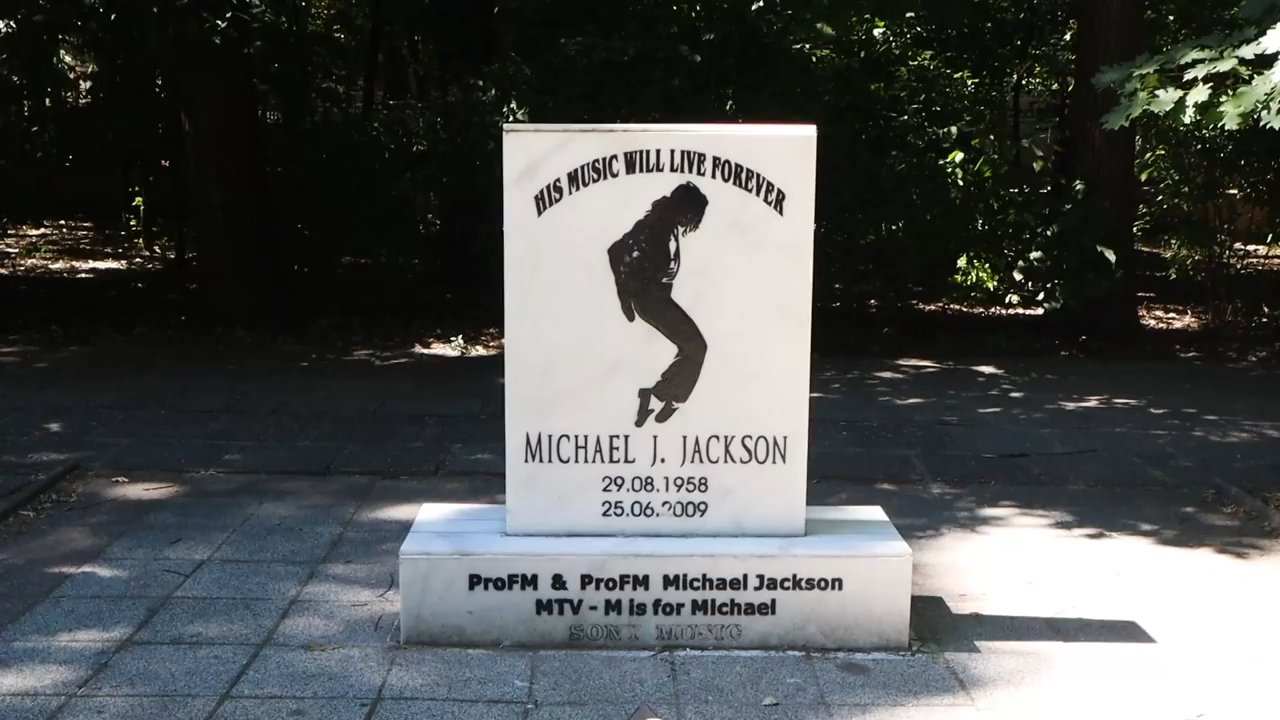 HIS MUSIC WILL LIVE FOREVER
MICHAEL J. JACKSON
29.08.1958
25.06.2009
ProFM & ProFM Michael Jackson
MTV - M is for Michael
SONY MUSIC